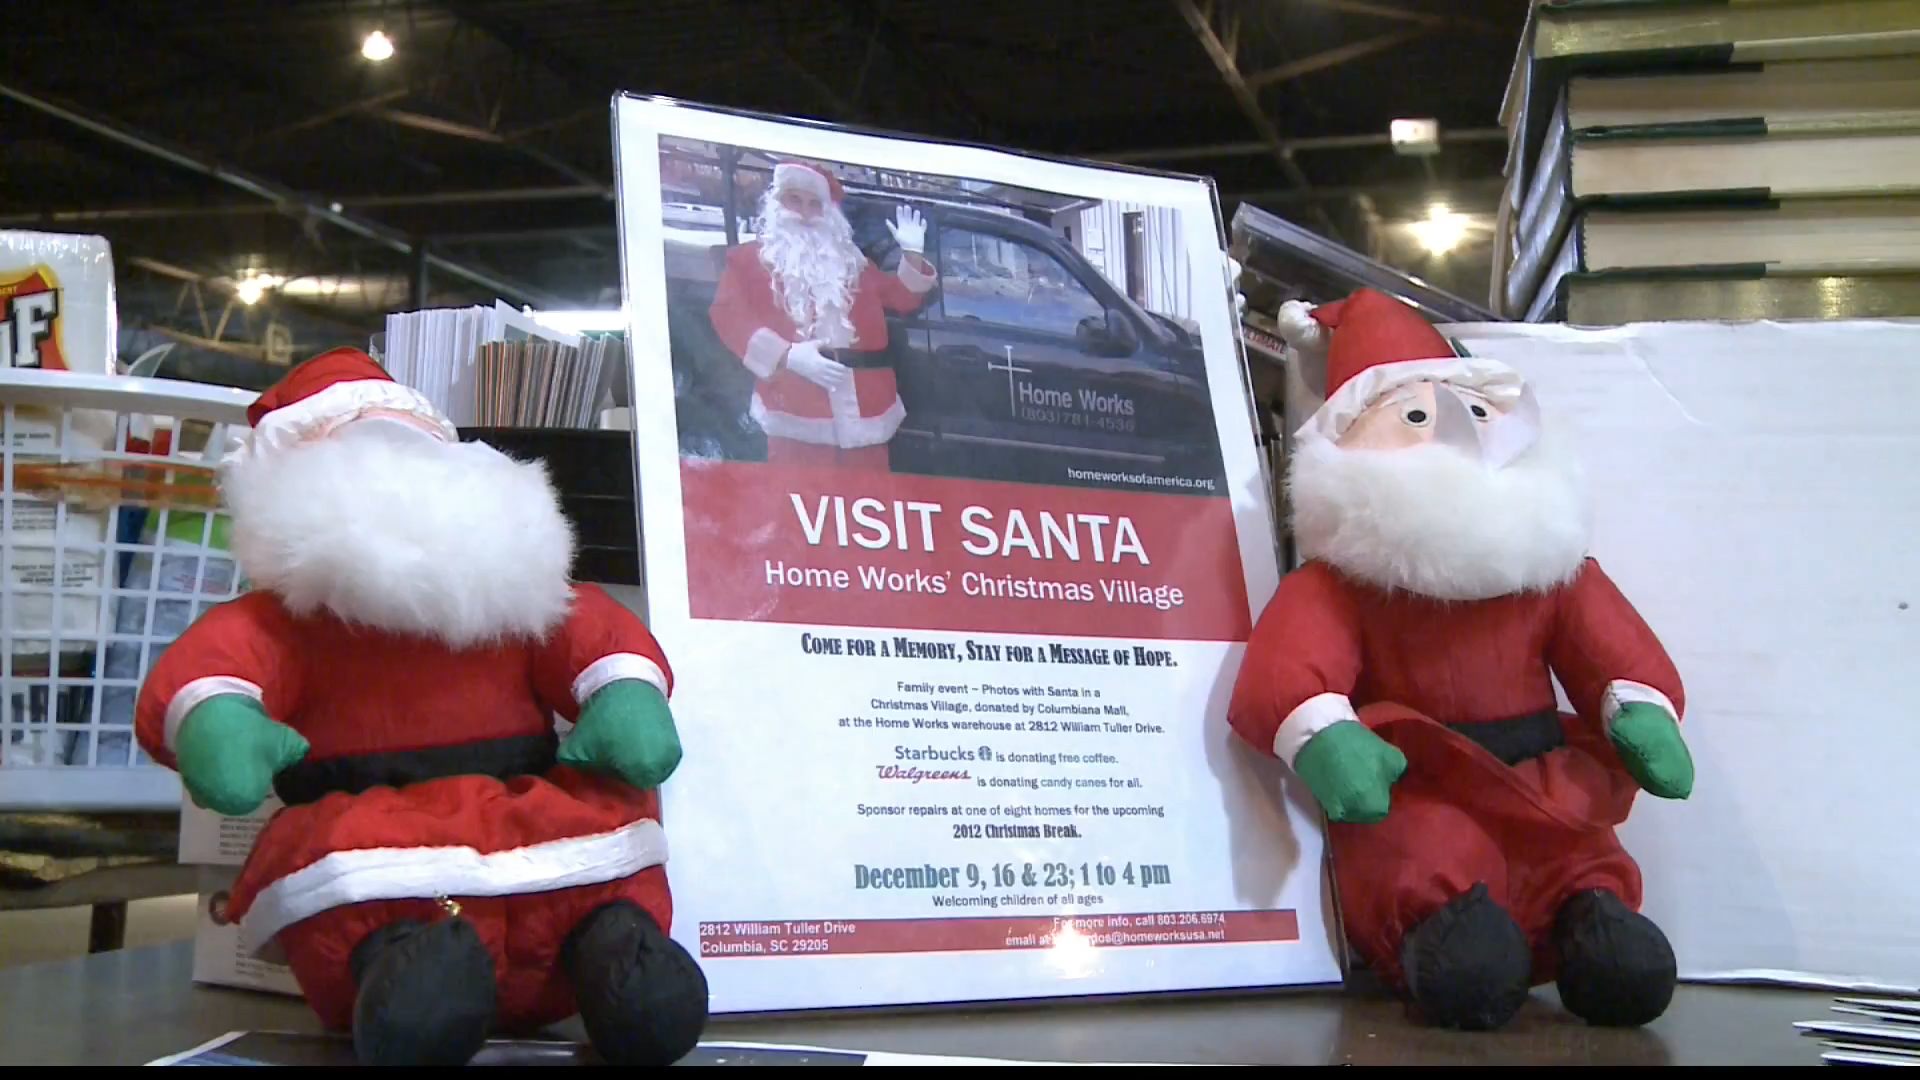 Home Works
(803)781-4536
homeworksofamerica.org
VISIT SANTA
Home Works' Christmas Village
COME FOR A MEMORY, STAY FOR A MESSAGE OF HOPE.
Family event – Photos with Santa in a
Christmas Village, donated by Columbiana Mall,
at the Home Works warehouse at 2812 William Tuller Drive.
Starbucks is donating free coffee.
Walgreens is donating candy canes for all.
Sponsor repairs at one of eight homes for the upcoming
2012 Christmas Break.
December 9, 16 & 23; 1 to 4 pm
Welcoming children of all ages
2812 William Tuller Drive
Columbia, SC 29205
For more info, call 803.206.6974
email at
ULTIMATE